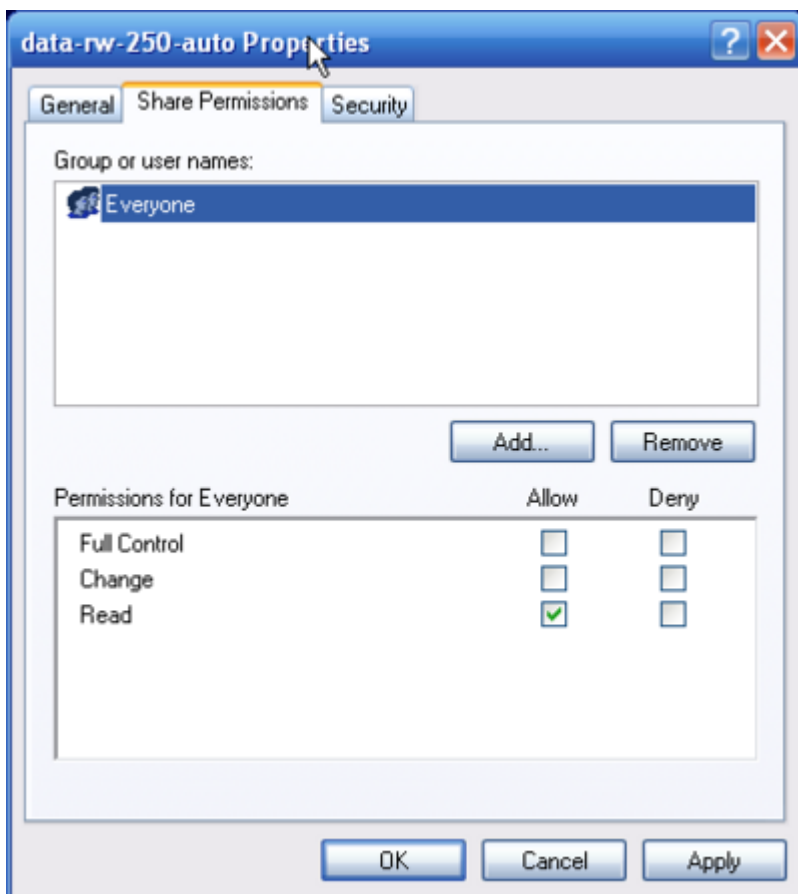 data-rw-250-auto Properties
General Share Permissions Security
Group or user names:
Everyone
Add... Remove
Permissions for Everyone Allow Deny
Full Control
Change
Read
OK Cancel Apply